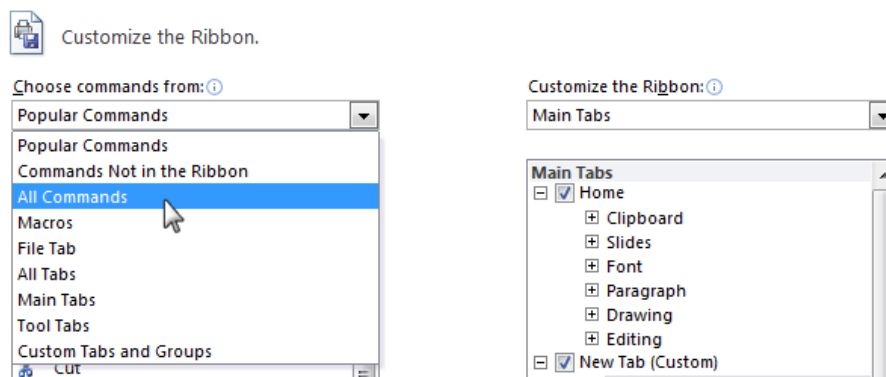 Customize the Ribbon.
Choose commands from:
Popular Commands
Popular Commands
Commands Not in the Ribbon
All Commands
Macros
File Tab
All Tabs
Main Tabs
Tool Tabs
Custom Tabs and Groups
Cut
Customize the Ribbon:
Main Tabs
Main Tabs
Home
Clipboard
Slides
Font
Paragraph
Drawing
Editing
New Tab (Custom)